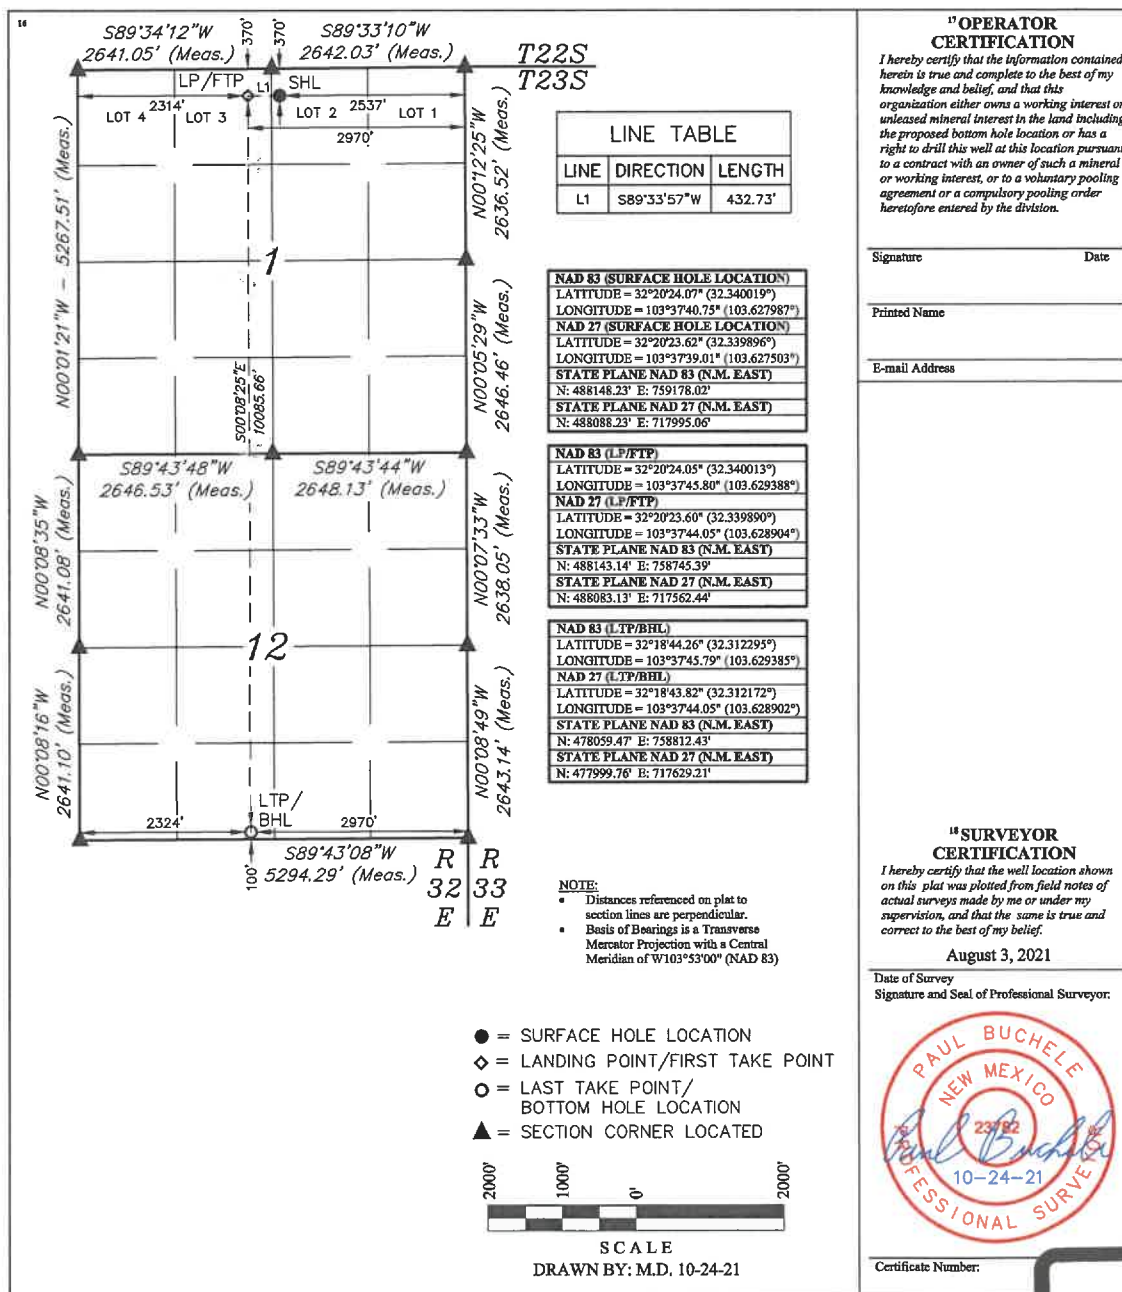 16
S89°34'12"W
2641.05' (Meas.)
370'
370'
S89°33'10"W
2642.03' (Meas.)
T22S
T23S
LP/FTP
L1
SHL
2314'
2537'
LOT 4
LOT 3
LOT 2
LOT 1
2970'
N00°01'21"W - 5267.51' (Meas.)
N00°12'25"W
2636.52' (Meas.)
1
N00°05'29"W
2646.46' (Meas.)
S00°08'25"E
10085.66'
S89°43'48"W
2646.53' (Meas.)
S89°43'44"W
2648.13' (Meas.)
N00°08'35"W
2641.08' (Meas.)
N00°07'33"W
2638.05' (Meas.)
12
N00°08'16"W
2641.10' (Meas.)
N00°08'49"W
2643.14' (Meas.)
LTP/
BHL
2324'
2970'
100'
S89°43'08"W
5294.29' (Meas.)
R R
32 33
E E
LINE TABLE
LINE DIRECTION LENGTH
L1 S89°33'57"W 432.73'
NAD 83 (SURFACE HOLE LOCATION)
LATITUDE = 32°20'24.07" (32.340019°)
LONGITUDE = 103°37'40.75" (103.627987°)
NAD 27 (SURFACE HOLE LOCATION)
LATITUDE = 32°20'23.62" (32.339896°)
LONGITUDE = 103°37'39.01" (103.627503°)
STATE PLANE NAD 83 (N.M. EAST)
N: 488148.23' E: 759178.02'
STATE PLANE NAD 27 (N.M. EAST)
N: 488088.23' E: 717995.06'
NAD 83 (LP/FTP)
LATITUDE = 32°20'24.05" (32.340013°)
LONGITUDE = 103°37'45.80" (103.629388°)
NAD 27 (LP/FTP)
LATITUDE = 32°20'23.60" (32.339890°)
LONGITUDE = 103°37'44.05" (103.628904°)
STATE PLANE NAD 83 (N.M. EAST)
N: 488143.14' E: 758745.39'
STATE PLANE NAD 27 (N.M. EAST)
N: 488083.13' E: 717562.44'
NAD 83 (LTP/BHL)
LATITUDE = 32°18'44.26" (32.312295°)
LONGITUDE = 103°37'45.79" (103.629385°)
NAD 27 (LTP/BHL)
LATITUDE = 32°18'43.82" (32.312172°)
LONGITUDE = 103°37'44.05" (103.628902°)
STATE PLANE NAD 83 (N.M. EAST)
N: 478059.47' E: 758812.43'
STATE PLANE NAD 27 (N.M. EAST)
N: 477999.76' E: 717629.21'
NOTE:
• Distances referenced on plat to
section lines are perpendicular.
• Basis of Bearings is a Transverse
Mercator Projection with a Central
Meridian of W103°53'00" (NAD 83)
= SURFACE HOLE LOCATION
= LANDING POINT/FIRST TAKE POINT
= LAST TAKE POINT/
BOTTOM HOLE LOCATION
= SECTION CORNER LOCATED
2000' 1000' 0' 2000'
SCALE
DRAWN BY: M.D. 10-24-21
17 OPERATOR
CERTIFICATION
I hereby certify that the information contained
herein is true and complete to the best of my
knowledge and belief, and that this
organization either owns a working interest or
unleased mineral interest in the land including
the proposed bottom hole location or has a
right to drill this well at this location pursuant
to a contract with an owner of such a mineral
or working interest, or to a voluntary pooling
agreement or a compulsory pooling order
heretofore entered by the division.
Signature Date
Printed Name
E-mail Address
18 SURVEYOR
CERTIFICATION
I hereby certify that the well location shown
on this plat was plotted from field notes of
actual surveys made by me or under my
supervision, and that the same is true and
correct to the best of my belief.
August 3, 2021
Date of Survey
Signature and Seal of Professional Surveyor:
PAUL BUCHELE
NEW MEXICO
23782
Paul Buchele
10-24-21
PROFESSIONAL SURVEYOR
Certificate Number: